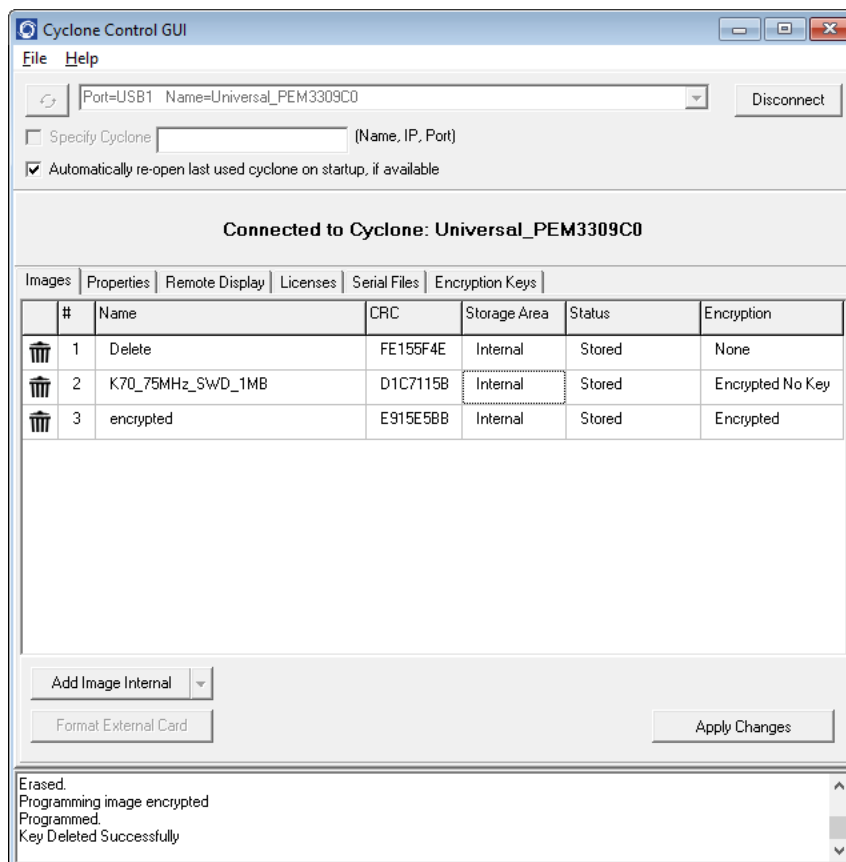 Cyclone Control GUI
File Help
Port=USB1 Name=Universal_PEM3309C0
Disconnect
Specify Cyclone (Name, IP, Port)
Automatically re-open last used cyclone on startup, if available
Connected to Cyclone: Universal_PEM3309C0
Images Properties Remote Display Licenses Serial Files Encryption Keys
# Name CRC Storage Area Status Encryption
1 Delete FE155F4E Internal Stored None
2 K70_75MHz_SWD_1MB D1C7115B Internal Stored Encrypted No Key
3 encrypted E915E5BB Internal Stored Encrypted
Add Image Internal
Format External Card Apply Changes
Erased.
Programming image encrypted
Programmed.
Key Deleted Successfully